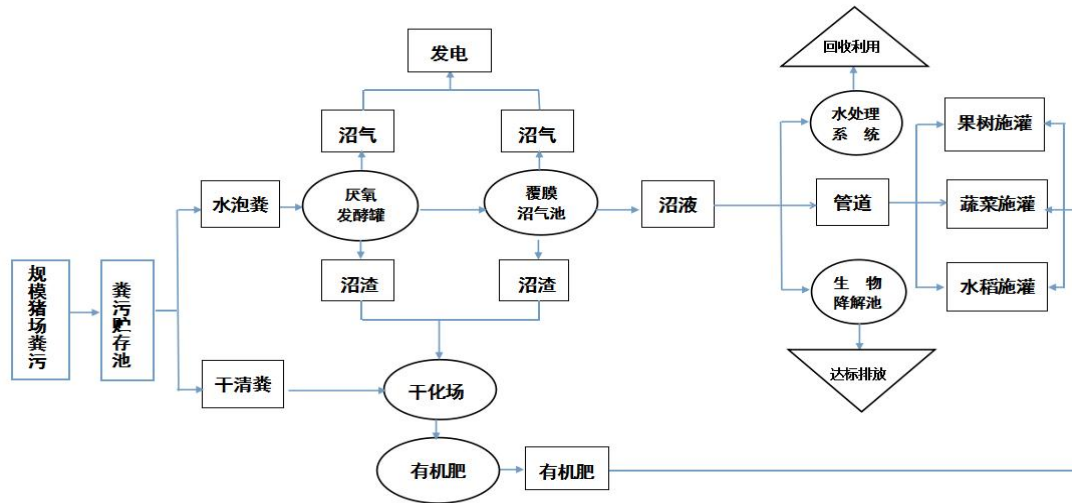 回收利用
发电
水处理
系 统
果树施灌
沼气
沼气
水泡粪
厌氧
发酵罐
覆膜
沼气池
沼液
管道
蔬菜施灌
规模猪场粪污
粪污贮存池
沼渣
沼渣
生 物
降解池
水稻施灌
干清粪
干化场
达标排放
有机肥
有机肥